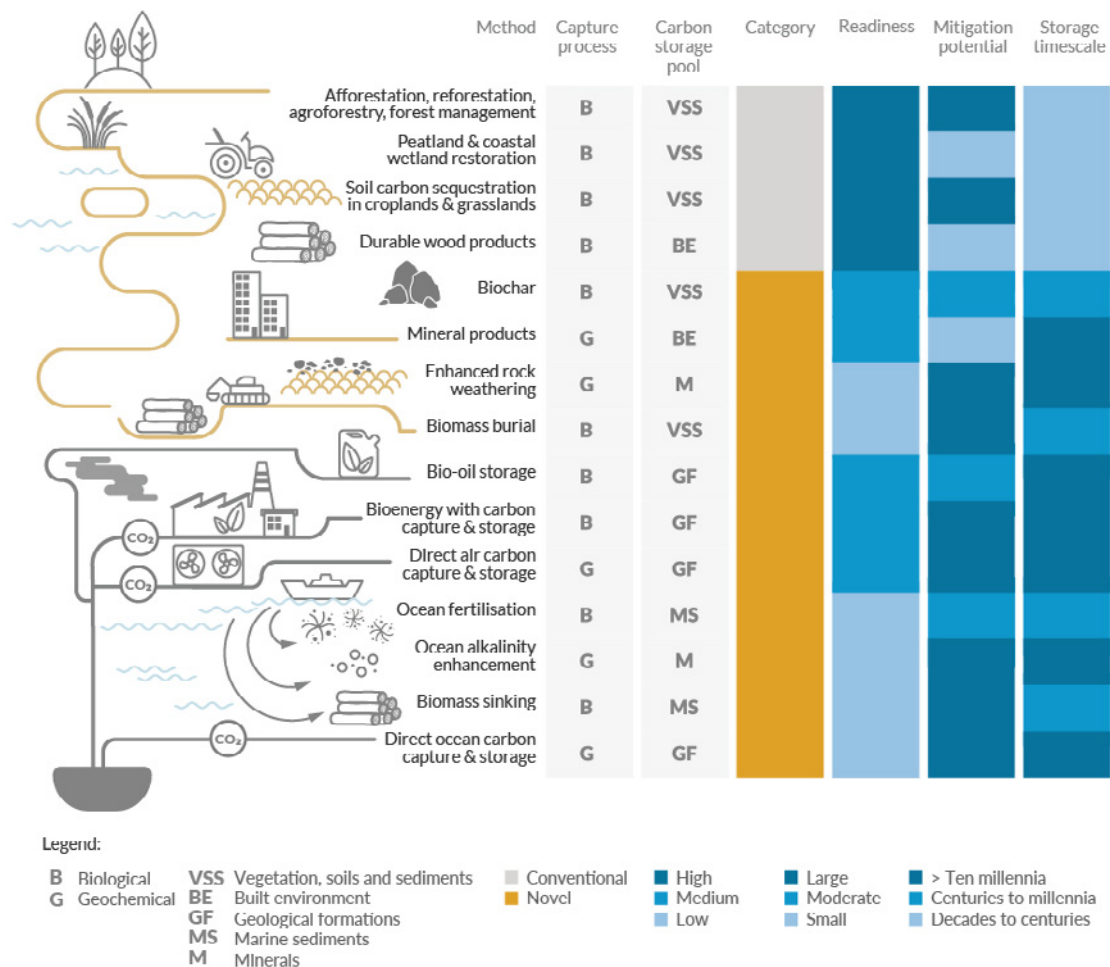 Method Capture process Carbon storage pool Category Readiness Mitigation potential Storage timescale
Afforestation, reforestation,
agroforestry, forest management B VSS
Peatland & coastal
wetland restoration B VSS
Soil carbon sequestration
in croplands & grasslands B VSS
Durable wood products B BE
Biochar B VSS
Mineral products G BE
Enhanced rock
weathering G M
Biomass burial B VSS
Bio-oil storage B GF
Bioenergy with carbon
capture & storage B GF
CO₂
Direct air carbon
capture & storage G GF
CO₂
Ocean fertilisation B MS
Ocean alkalinity
enhancement G M
Biomass sinking B MS
Direct ocean carbon
capture & storage G GF
CO₂
Legend:
B Biological
G Geochemical
VSS Vegetation, soils and sediments
BE Built environment
GF Geological formations
MS Marine sediments
M Minerals
Conventional
Novel
High
Medium
Low
Large
Moderate
Small
> Ten millennia
Centuries to millennia
Decades to centuries